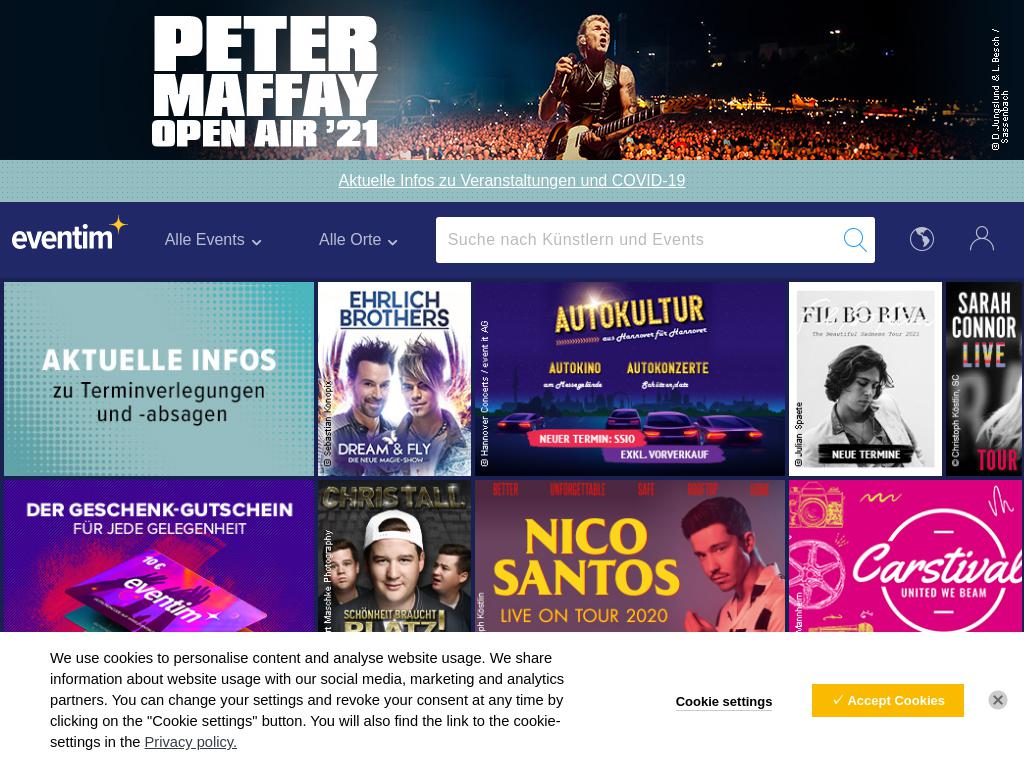 PETER
MAFFAY
OPEN AIR '21
© D.Jungslund & L.Besch /
Sassenbach
Aktuelle Infos zu Veranstaltungen und COVID-19
eventim
Alle Events
Alle Orte
Suche nach Künstlern und Events
AKTUELLE INFOS
zu Terminverlegungen
und -absagen
EHRLICH
BROTHERS
DREAM & FLY
DIE NEUE MAGIE-SHOW
© Sebastian Konopix
AUTOKULTUR
aus Hannover für Hannover
AUTOKINO
am Messegelände
AUTOKONZERTE
Schützenplatz
NEUER TERMIN: SSIO
EXKL. VORVERKAUF
© Hannover Concerts / event it AG
FIL BO RIVA
The Beautiful Sadness Tour 2021
NEUE TERMINE
© Julian Spaete
SARAH
CONNOR
LIVE
TOUR
© Christoph Köstlin, SC
DER GESCHENK-GUTSCHEIN
FÜR JEDE GELEGENHEIT
10€
eventim
CHRIS TALL
SCHÖNHEIT BRAUCHT
PLATZ!
rt Maschke Photography
BETTER UNFORGETTABLE SAFE ROOFTOP HOME
NICO
SANTOS
LIVE ON TOUR 2020
ph Köstlin
Carstival
UNITED WE BEAM
Mannheim
We use cookies to personalise content and analyse website usage. We share
information about website usage with our social media, marketing and analytics
partners. You can change your settings and revoke your consent at any time by
clicking on the "Cookie settings" button. You will also find the link to the cookie-
settings in the Privacy policy.
Cookie settings
✓ Accept Cookies